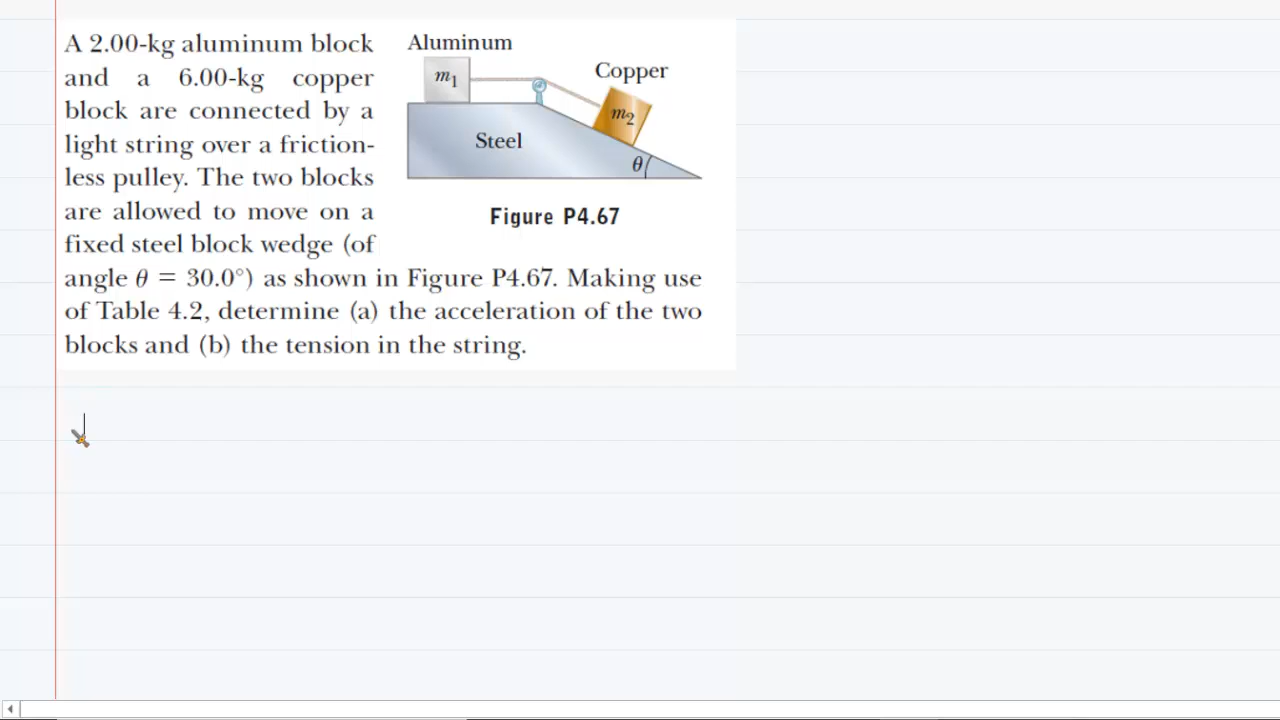 A 2.00-kg aluminum block
and a 6.00-kg copper
block are connected by a
light string over a friction-
less pulley. The two blocks
are allowed to move on a
fixed steel block wedge (of
angle θ = 30.0°) as shown in Figure P4.67. Making use
of Table 4.2, determine (a) the acceleration of the two
blocks and (b) the tension in the string.
Aluminum
Copper
m₁
m₂
Steel
θ
Figure P4.67